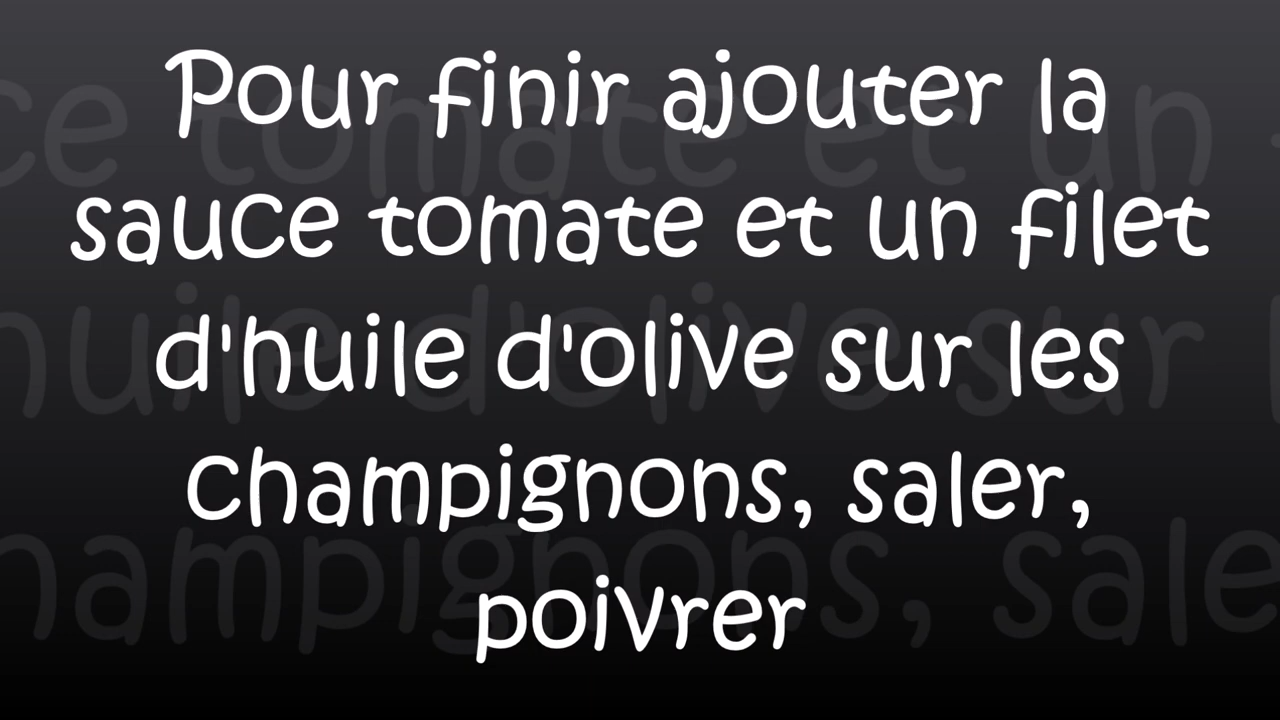 Pour finir ajouter la
sauce tomate et un filet
d'huile d'olive sur les
champignons, saler,
poivrer